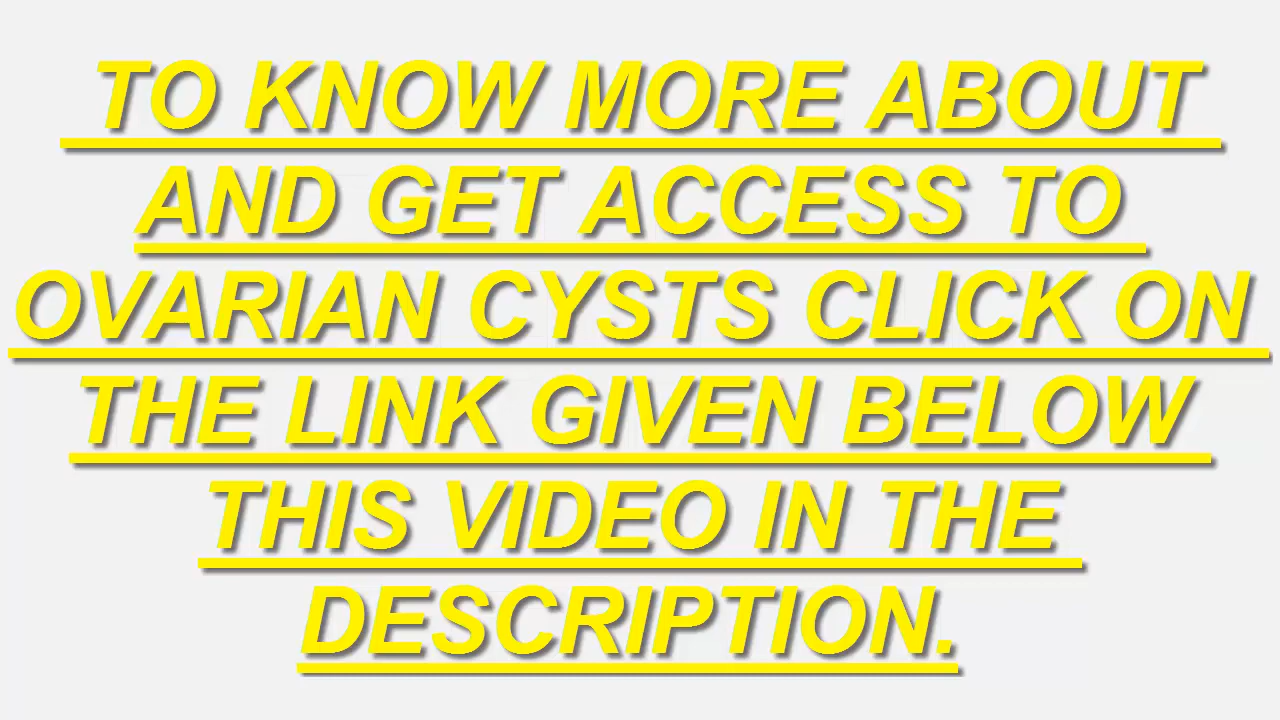 TO KNOW MORE ABOUT
AND GET ACCESS TO
OVARIAN CYSTS CLICK ON
THE LINK GIVEN BELOW
THIS VIDEO IN THE
DESCRIPTION.